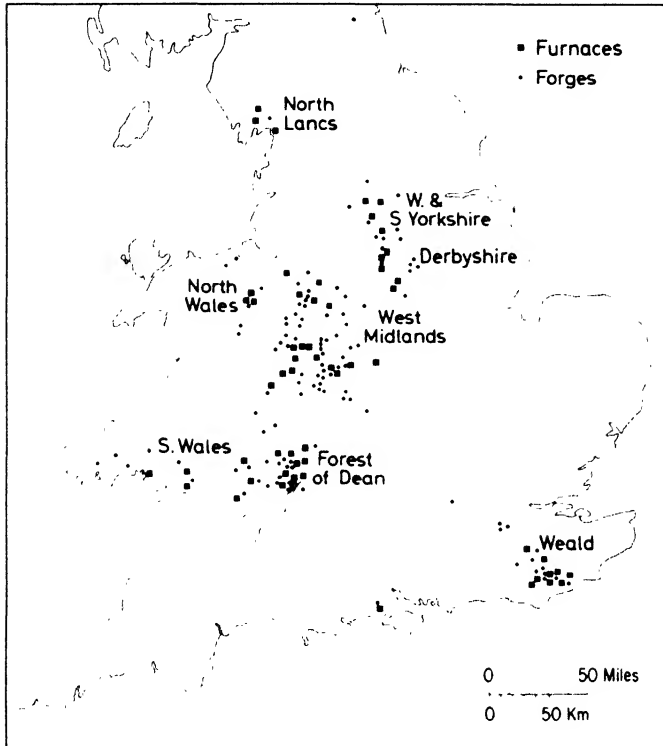 Furnaces
Forges
North
Lancs
W. &
S Yorkshire
Derbyshire
North
Wales
West
Midlands
S. Wales
Forest
of Dean
Weald
0 50 Miles
0 50 Km